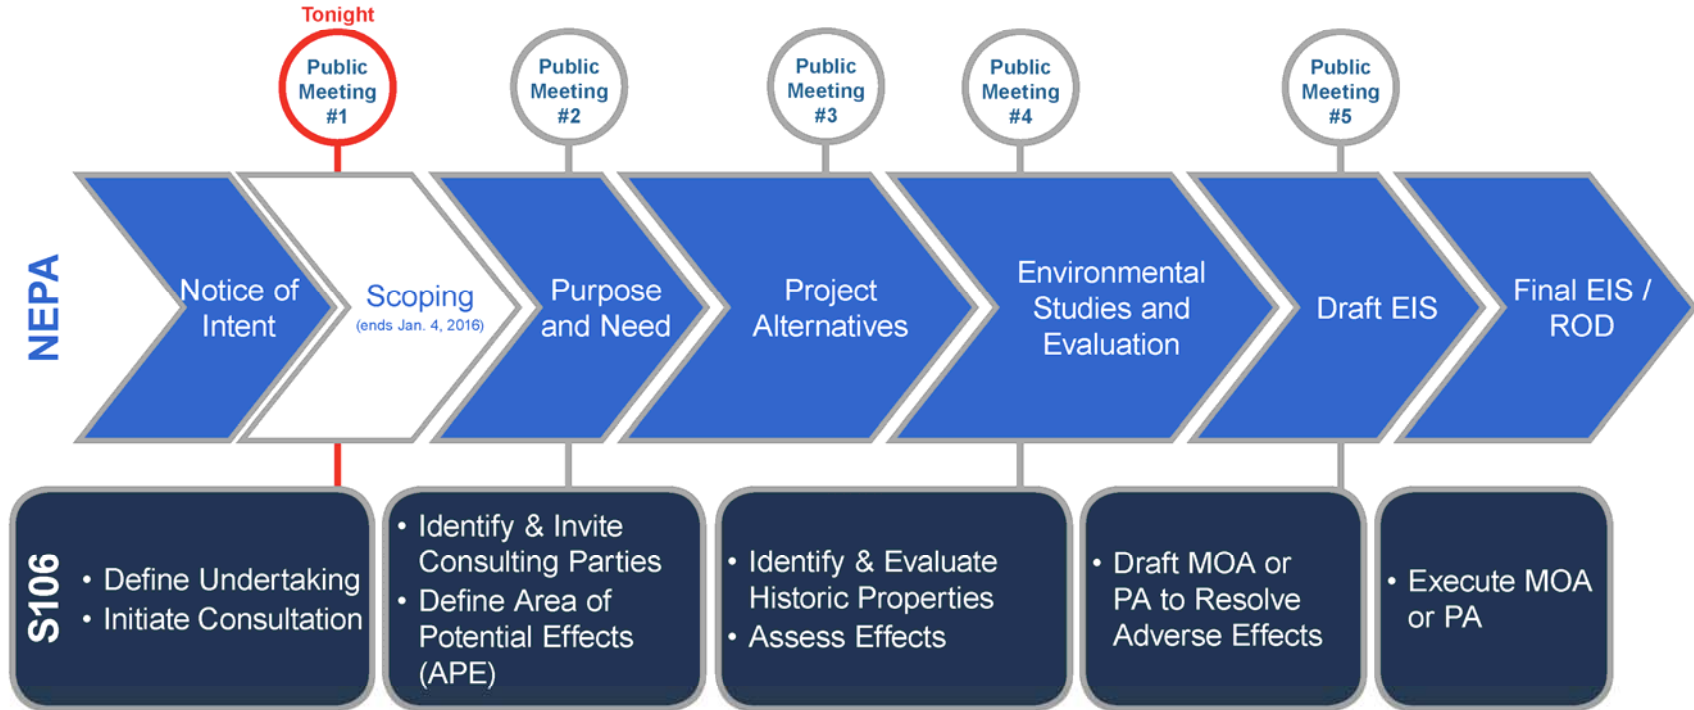 Tonight
Public
Meeting
#1
Public
Meeting
#2
Public
Meeting
#3
Public
Meeting
#4
Public
Meeting
#5
NEPA
Notice of
Intent
Scoping
(ends Jan. 4, 2016)
Purpose
and Need
Project
Alternatives
Environmental
Studies and
Evaluation
Draft EIS
Final EIS /
ROD
S106
• Define Undertaking
• Initiate Consultation
• Identify & Invite
Consulting Parties
• Define Area of
Potential Effects
(APE)
• Identify & Evaluate
Historic Properties
• Assess Effects
• Draft MOA or
PA to Resolve
Adverse Effects
• Execute MOA
or PA